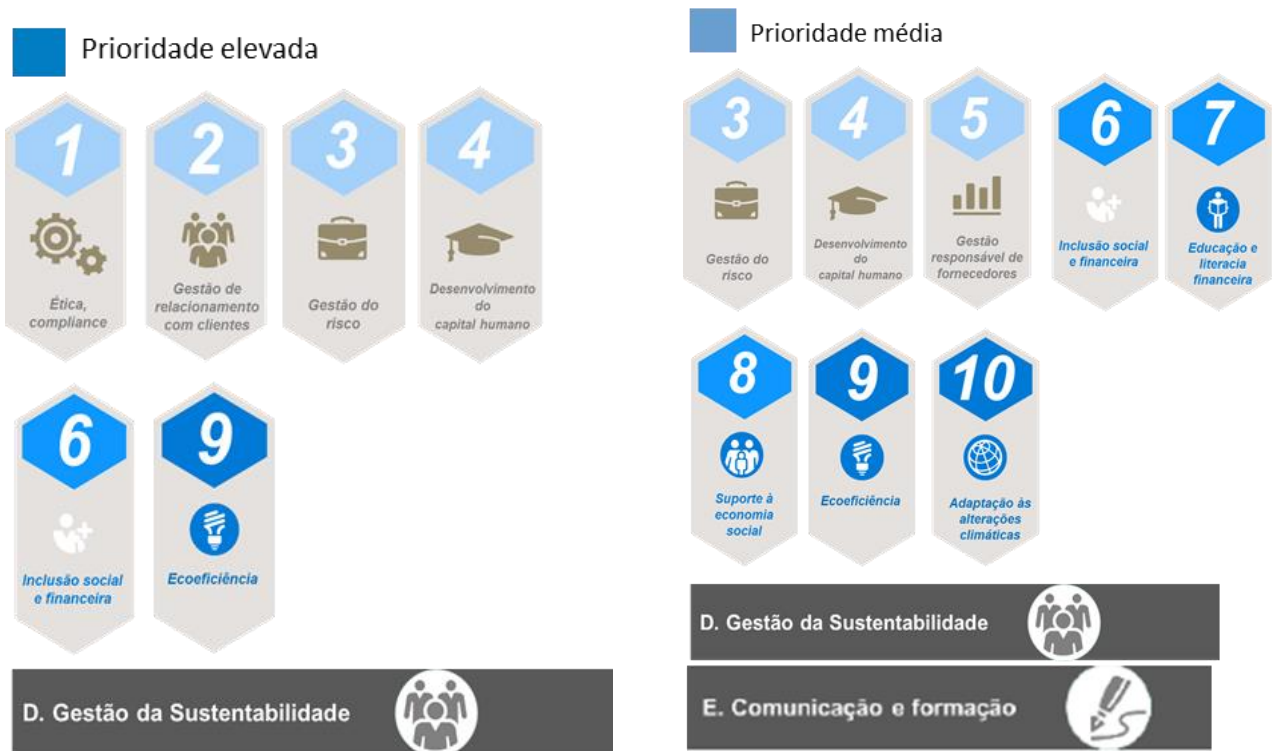 Prioridade elevada
1
2
3
4
Ética,
compliance
Gestão de
relacionamento
com clientes
Gestão do
risco
Desenvolvimento
do
capital humano
6
9
Inclusão social
e financeira
Ecoeficiência
D. Gestão da Sustentabilidade
Prioridade média
3
4
5
6
7
Gestão do
risco
Desenvolvimento
do
capital humano
Gestão
responsável de
fornecedores
Inclusão social
e financeira
Educação e
literacia
financeira
8
9
10
Suporte à
economia
social
Ecoeficiência
Adaptação às
alterações
climáticas
D. Gestão da Sustentabilidade
E. Comunicação e formação